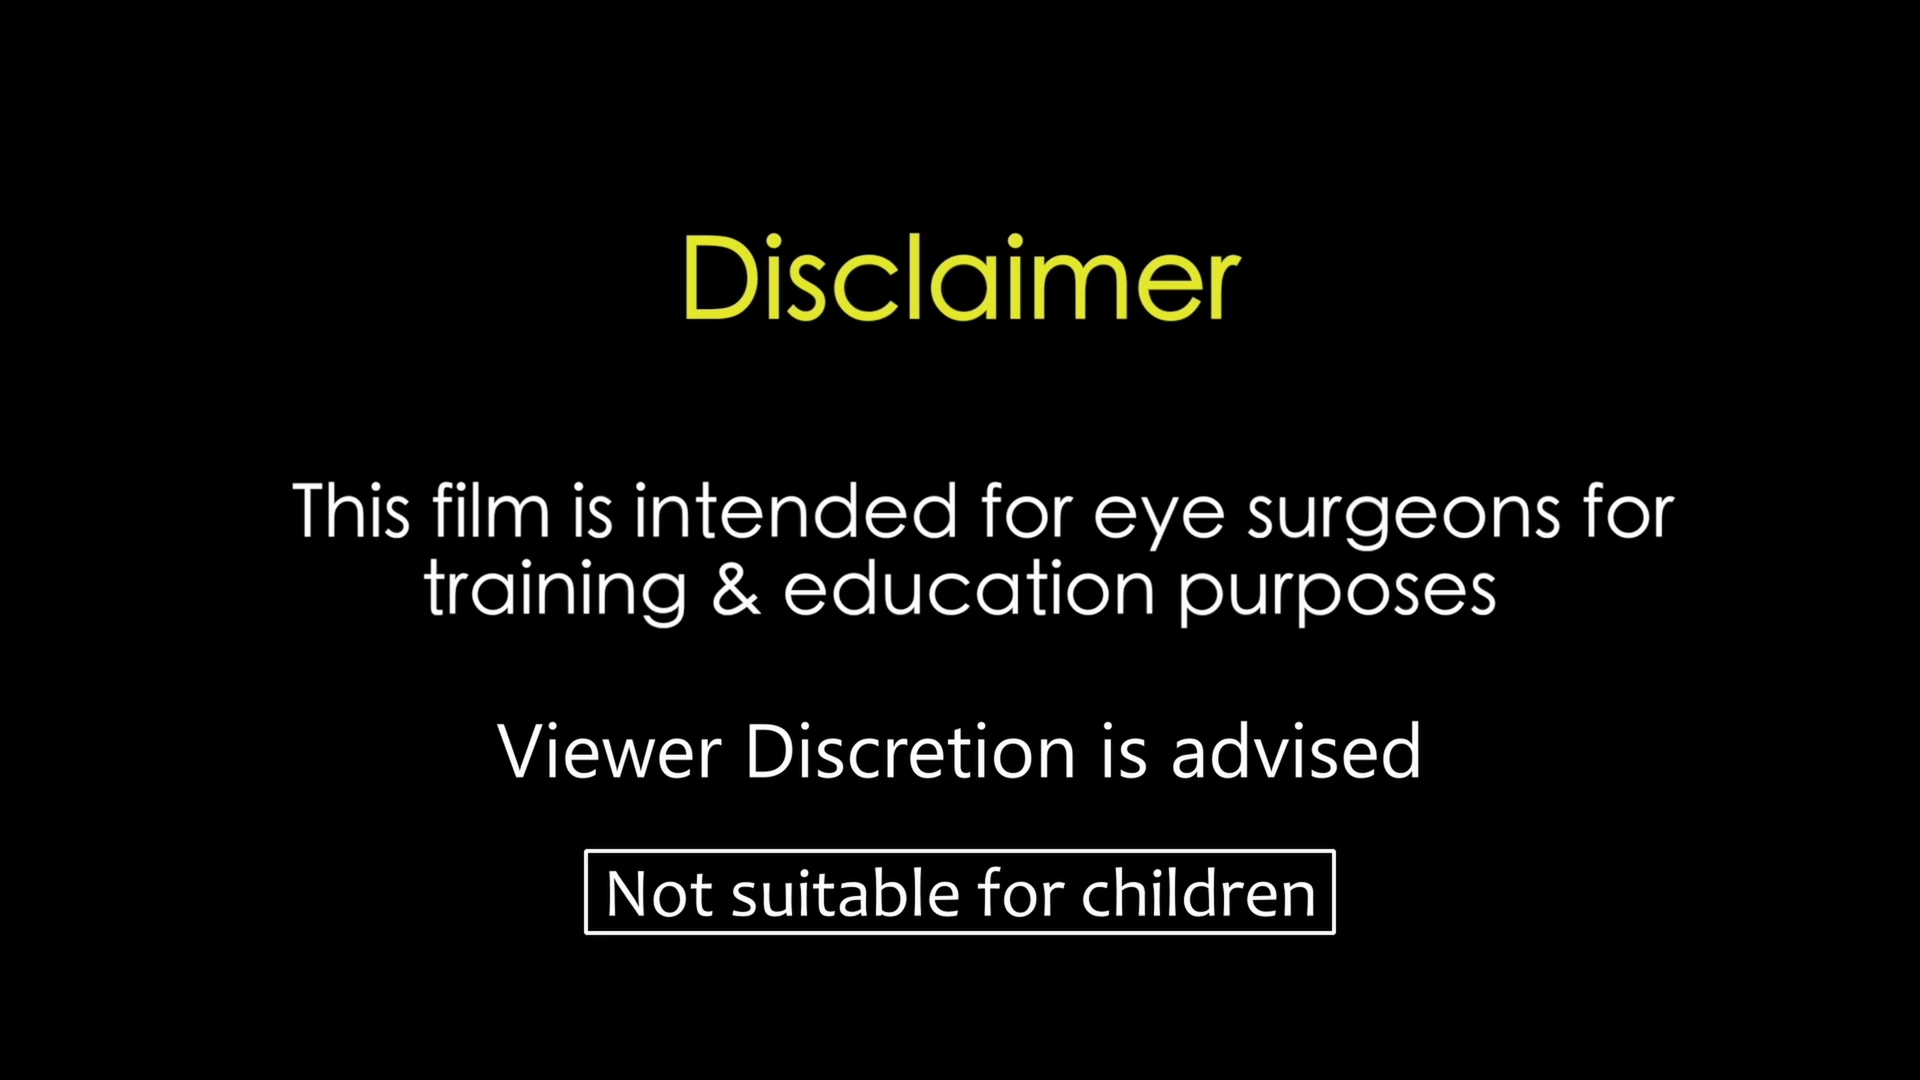 Disclaimer
This film is intended for eye surgeons for
training & education purposes
Viewer Discretion is advised
Not suitable for children